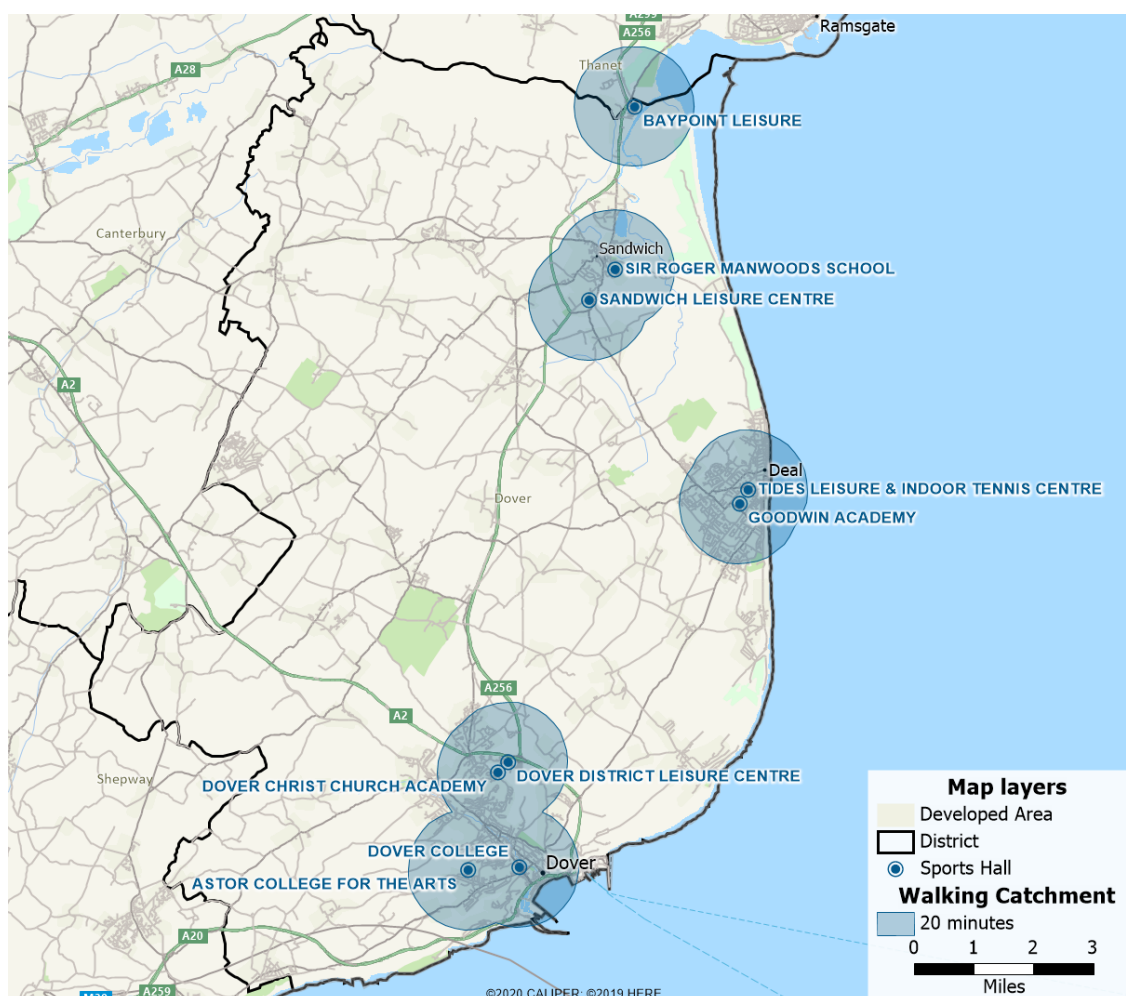 A299
A256
Ramsgate
Thanet
A28
BAYPOINT LEISURE
Canterbury
Sandwich
SIR ROGER MANWOODS SCHOOL
SANDWICH LEISURE CENTRE
A2
Deal
TIDES LEISURE & INDOOR TENNIS CENTRE
Dover
GOODWIN ACADEMY
A256
A2
Shepway
DOVER DISTRICT LEISURE CENTRE
DOVER CHRIST CHURCH ACADEMY
DOVER COLLEGE
Dover
ASTOR COLLEGE FOR THE ARTS
A20
A259
Map layers
Developed Area
District
Sports Hall
Walking Catchment
20 minutes
0 1 2 3
Miles
©2020 CALIPER; ©2019 HERE